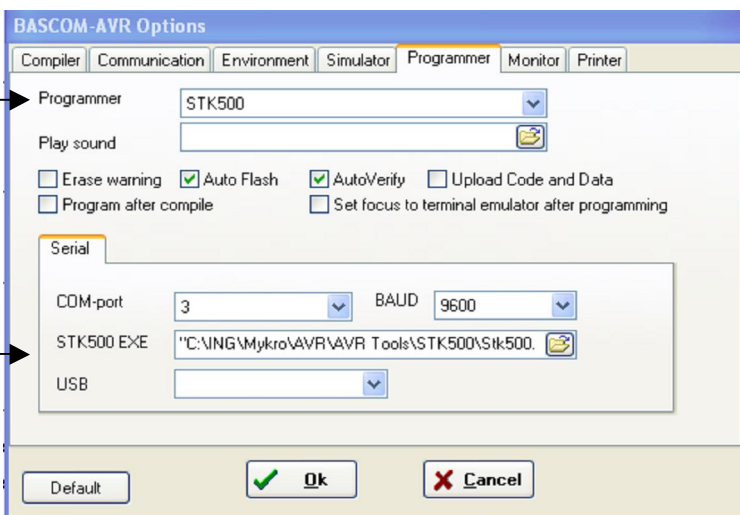 BASCOM-AVR Options
Compiler Communication Environment Simulator Programmer Monitor Printer
Programmer STK500
Play sound
Erase warning Auto Flash AutoVerify Upload Code and Data
Program after compile Set focus to terminal emulator after programming
Serial
COM-port 3 BAUD 9600
STK500 EXE "C:\ING\Mykro\AVR\AVR Tools\STK500\Stk500.
USB
Default Ok Cancel